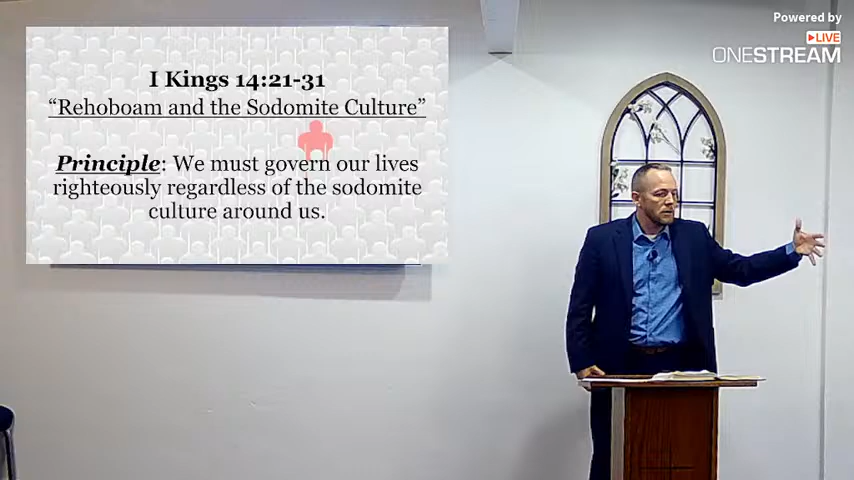 I Kings 14:21-31
“Rehoboam and the Sodomite Culture”
Principle: We must govern our lives
righteously regardless of the sodomite
culture around us.
Powered by
LIVE
ONESTREAM